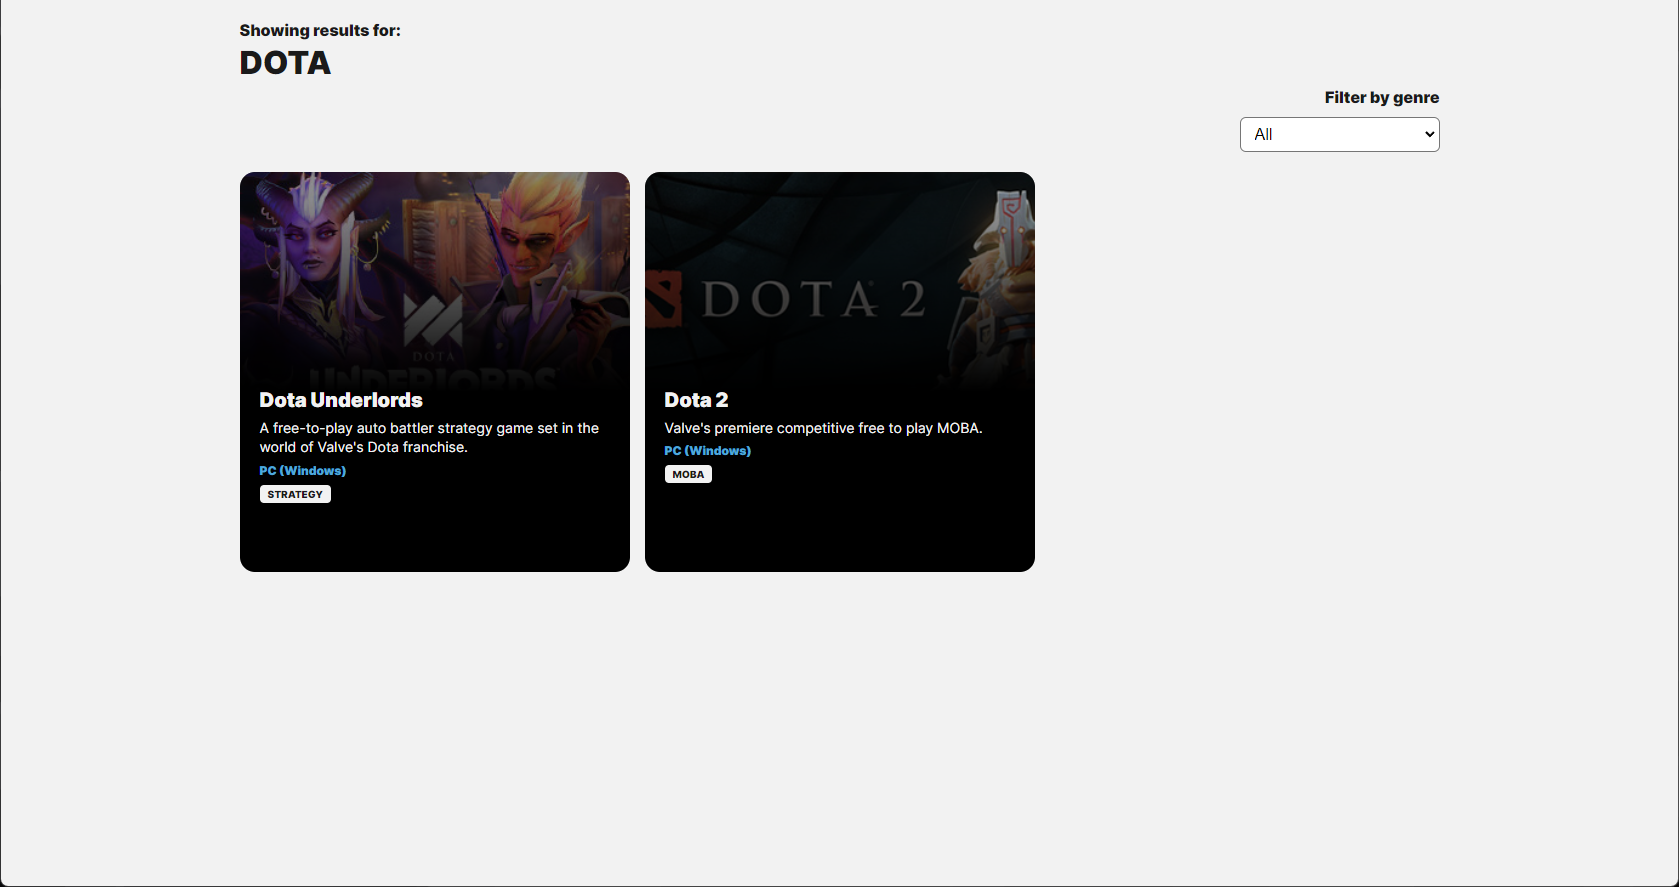 Showing results for:
DOTA
Filter by genre
All
DOTA
UNDERLORDS
Dota Underlords
A free-to-play auto battler strategy game set in the
world of Valve's Dota franchise.
PC (Windows)
STRATEGY
DOTA 2
Dota 2
Valve's premiere competitive free to play MOBA.
PC (Windows)
MOBA